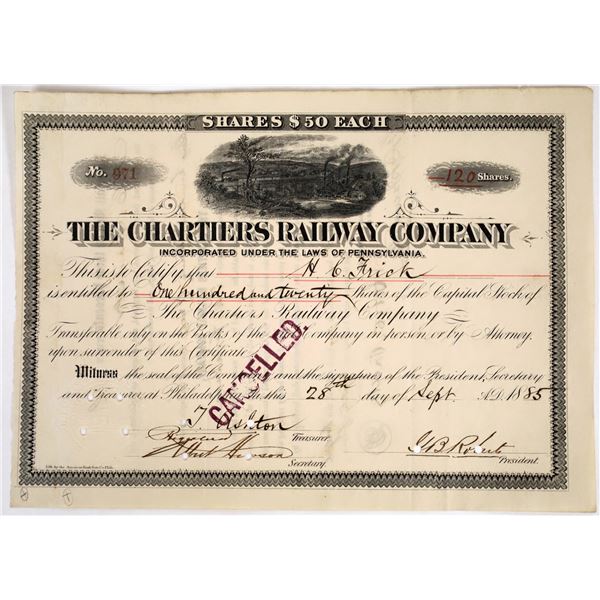 SHARES $50 EACH
No. 971
120 Shares.
THE CHARTIERS RAILWAY COMPANY
INCORPORATED UNDER THE LAWS OF PENNSYLVANIA.
This is to Certify that H C Frick
is entitled to One hundred and twenty Shares of the Capital Stock of
The Chartiers Railway Company
Transferable only on the Books of the Company in person, or by Attorney,
upon surrender of this Certificate
Witness the seal of the Company and the signatures of the President, Secretary
and Treasurer at Philadelphia this 28th day of Sept A.D. 1885
CANCELLED.
Treasurer
GB Roberts
Secretary.
President.